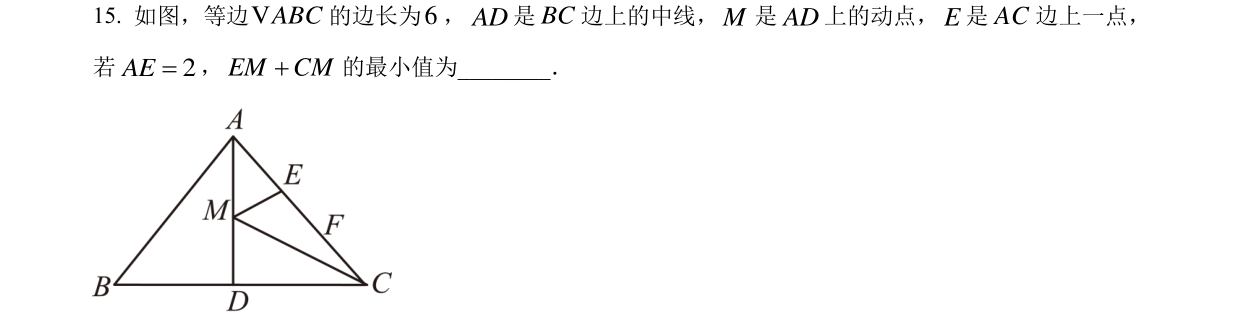 15. 如图，等边VABC的边长为6，AD是BC边上的中线，M是AD上的动点，E是AC边上一点，
若AE=2，EM+CM的最小值为________.
A
E
M
F
B
D
C